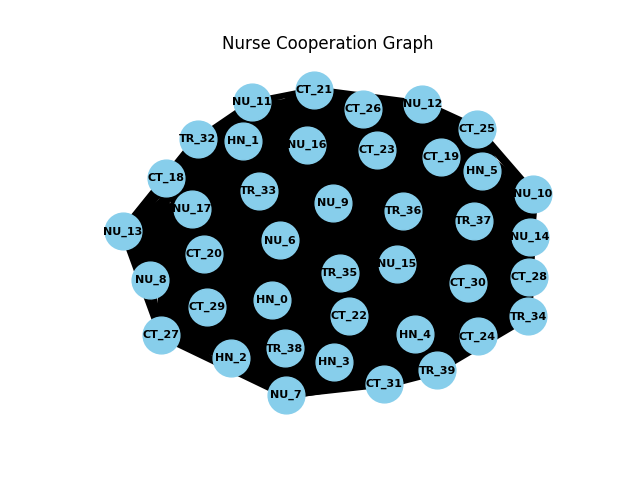 Nurse Cooperation Graph
CT_21
NU_11
NU_12
CT_26
CT_25
TR_32
HN_1
NU_16
CT_23
CT_19
HN_5
CT_18
TR_33
NU_10
NU_9
NU_17
TR_36
TR_37
NU_13
NU_14
NU_6
CT_20
NU_15
TR_35
CT_28
NU_8
CT_30
HN_0
CT_29
CT_22
TR_34
CT_27
HN_4
CT_24
TR_38
HN_2
HN_3
TR_39
CT_31
NU_7